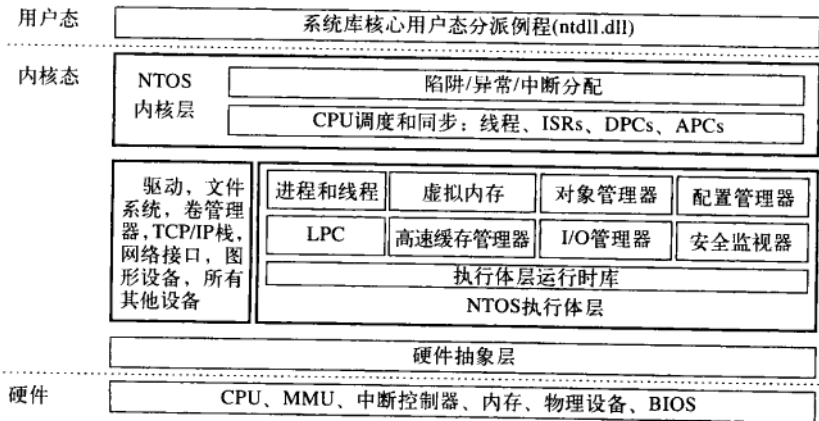 用户态
系统库核心用户态分派例程(ntdll.dll)
内核态
NTOS
内核层
陷阱/异常/中断分配
CPU调度和同步：线程、ISRs、DPCs、APCs
驱动，文件
系统，卷管理
器,TCP/IP栈,
网络接口，图
形设备，所有
其他设备
进程和线程
虚拟内存
对象管理器
配置管理器
LPC
高速缓存管理器
I/O管理器
安全监视器
执行体层运行时库
NTOS执行体层
硬件抽象层
硬件
CPU、MMU、中断控制器、内存、物理设备、BIOS